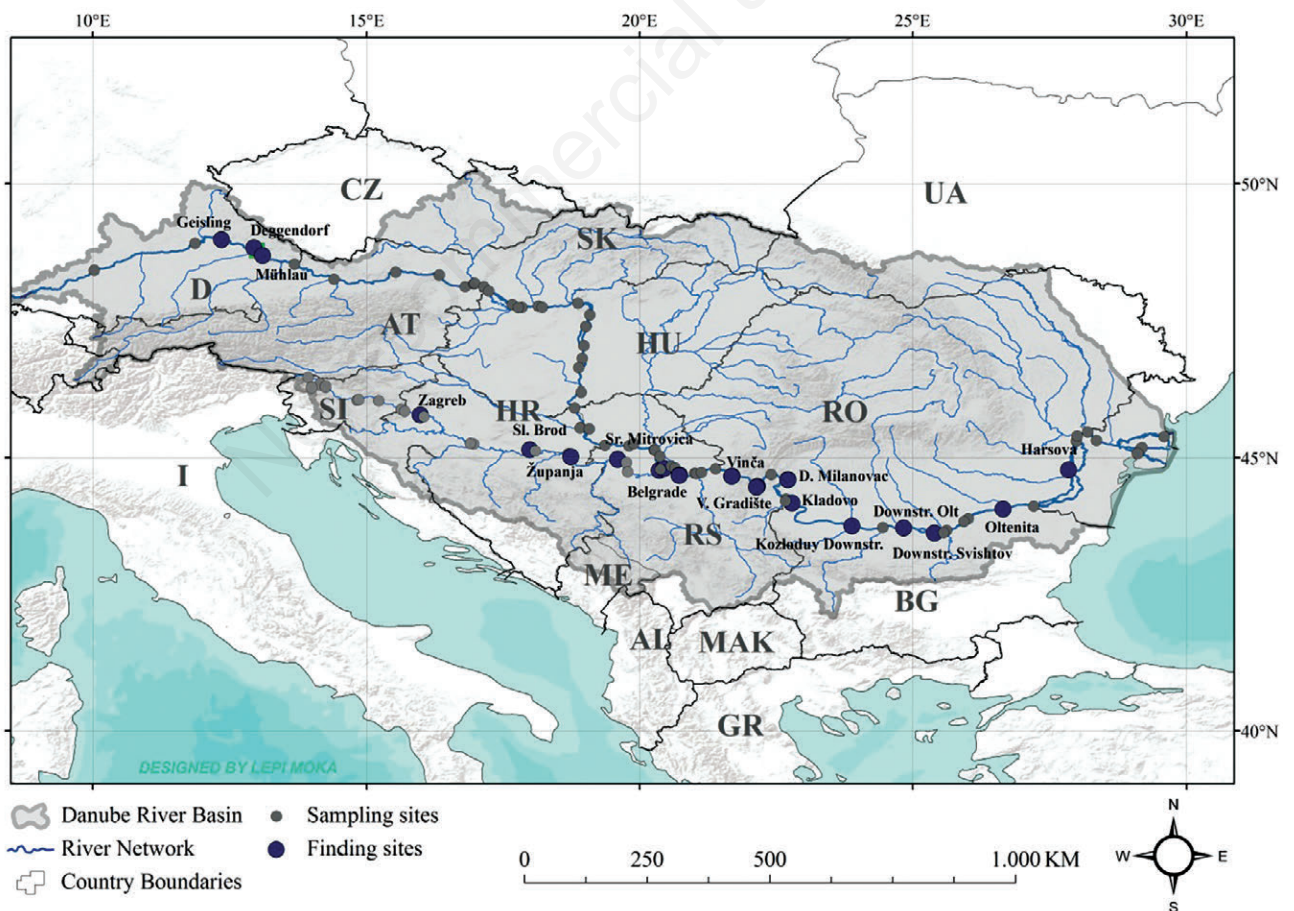 10°E 15°E 20°E 25°E 30°E
CZ
UA
50°N
Geisling
Deggendorf
SK
Mühlau
D
AT
HU
Zagreb
SI
HR
RO
Sl. Brod
Sr. Mitrovica
Harsova
45°N
I
Županja
Vinča
D. Milanovac
Belgrade
V. Gradište
Kladovo
Downstr. Olt
Oltenita
RS
Kozloduy Downstr.
Downstr. Svishtov
ME
BG
AL
MAK
GR
40°N
DESIGNED BY LEPI MOKA
Danube River Basin
Sampling sites
River Network
Finding sites
Country Boundaries
0 250 500 1.000 KM
N
W E
S